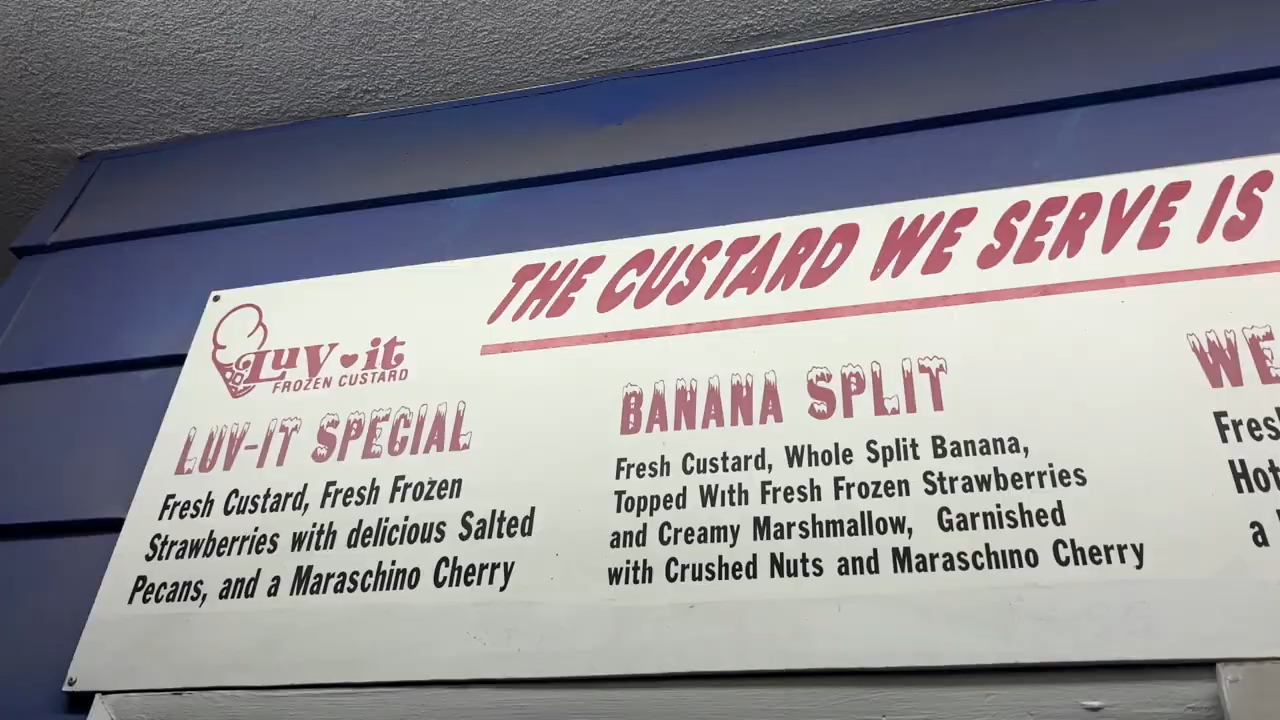 THE CUSTARD WE SERVE IS
Luv-it
FROZEN CUSTARD
LUV-IT SPECIAL
Fresh Custard, Fresh Frozen
Strawberries with delicious Salted
Pecans, and a Maraschino Cherry
BANANA SPLIT
Fresh Custard, Whole Split Banana,
Topped With Fresh Frozen Strawberries
and Creamy Marshmallow, Garnished
with Crushed Nuts and Maraschino Cherry
WE
Fres
Hot
a